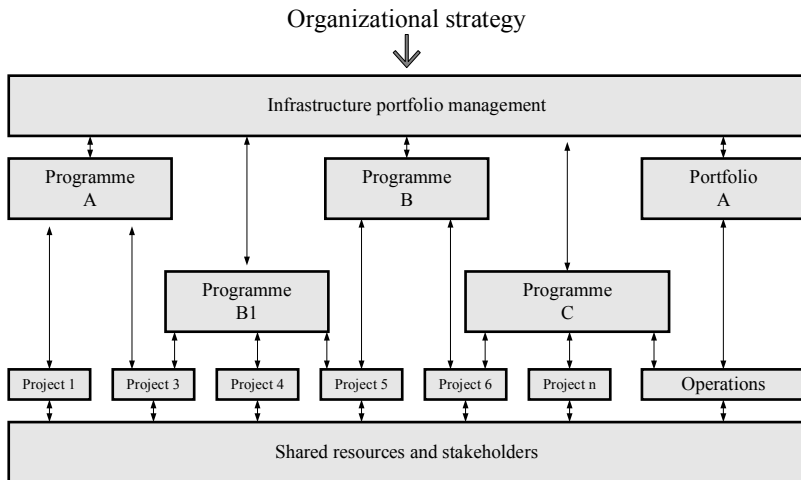 Organizational strategy
Infrastructure portfolio management
Programme
A
Programme
B
Portfolio
A
Programme
B1
Programme
C
Project 1
Project 3
Project 4
Project 5
Project 6
Project n
Operations
Shared resources and stakeholders